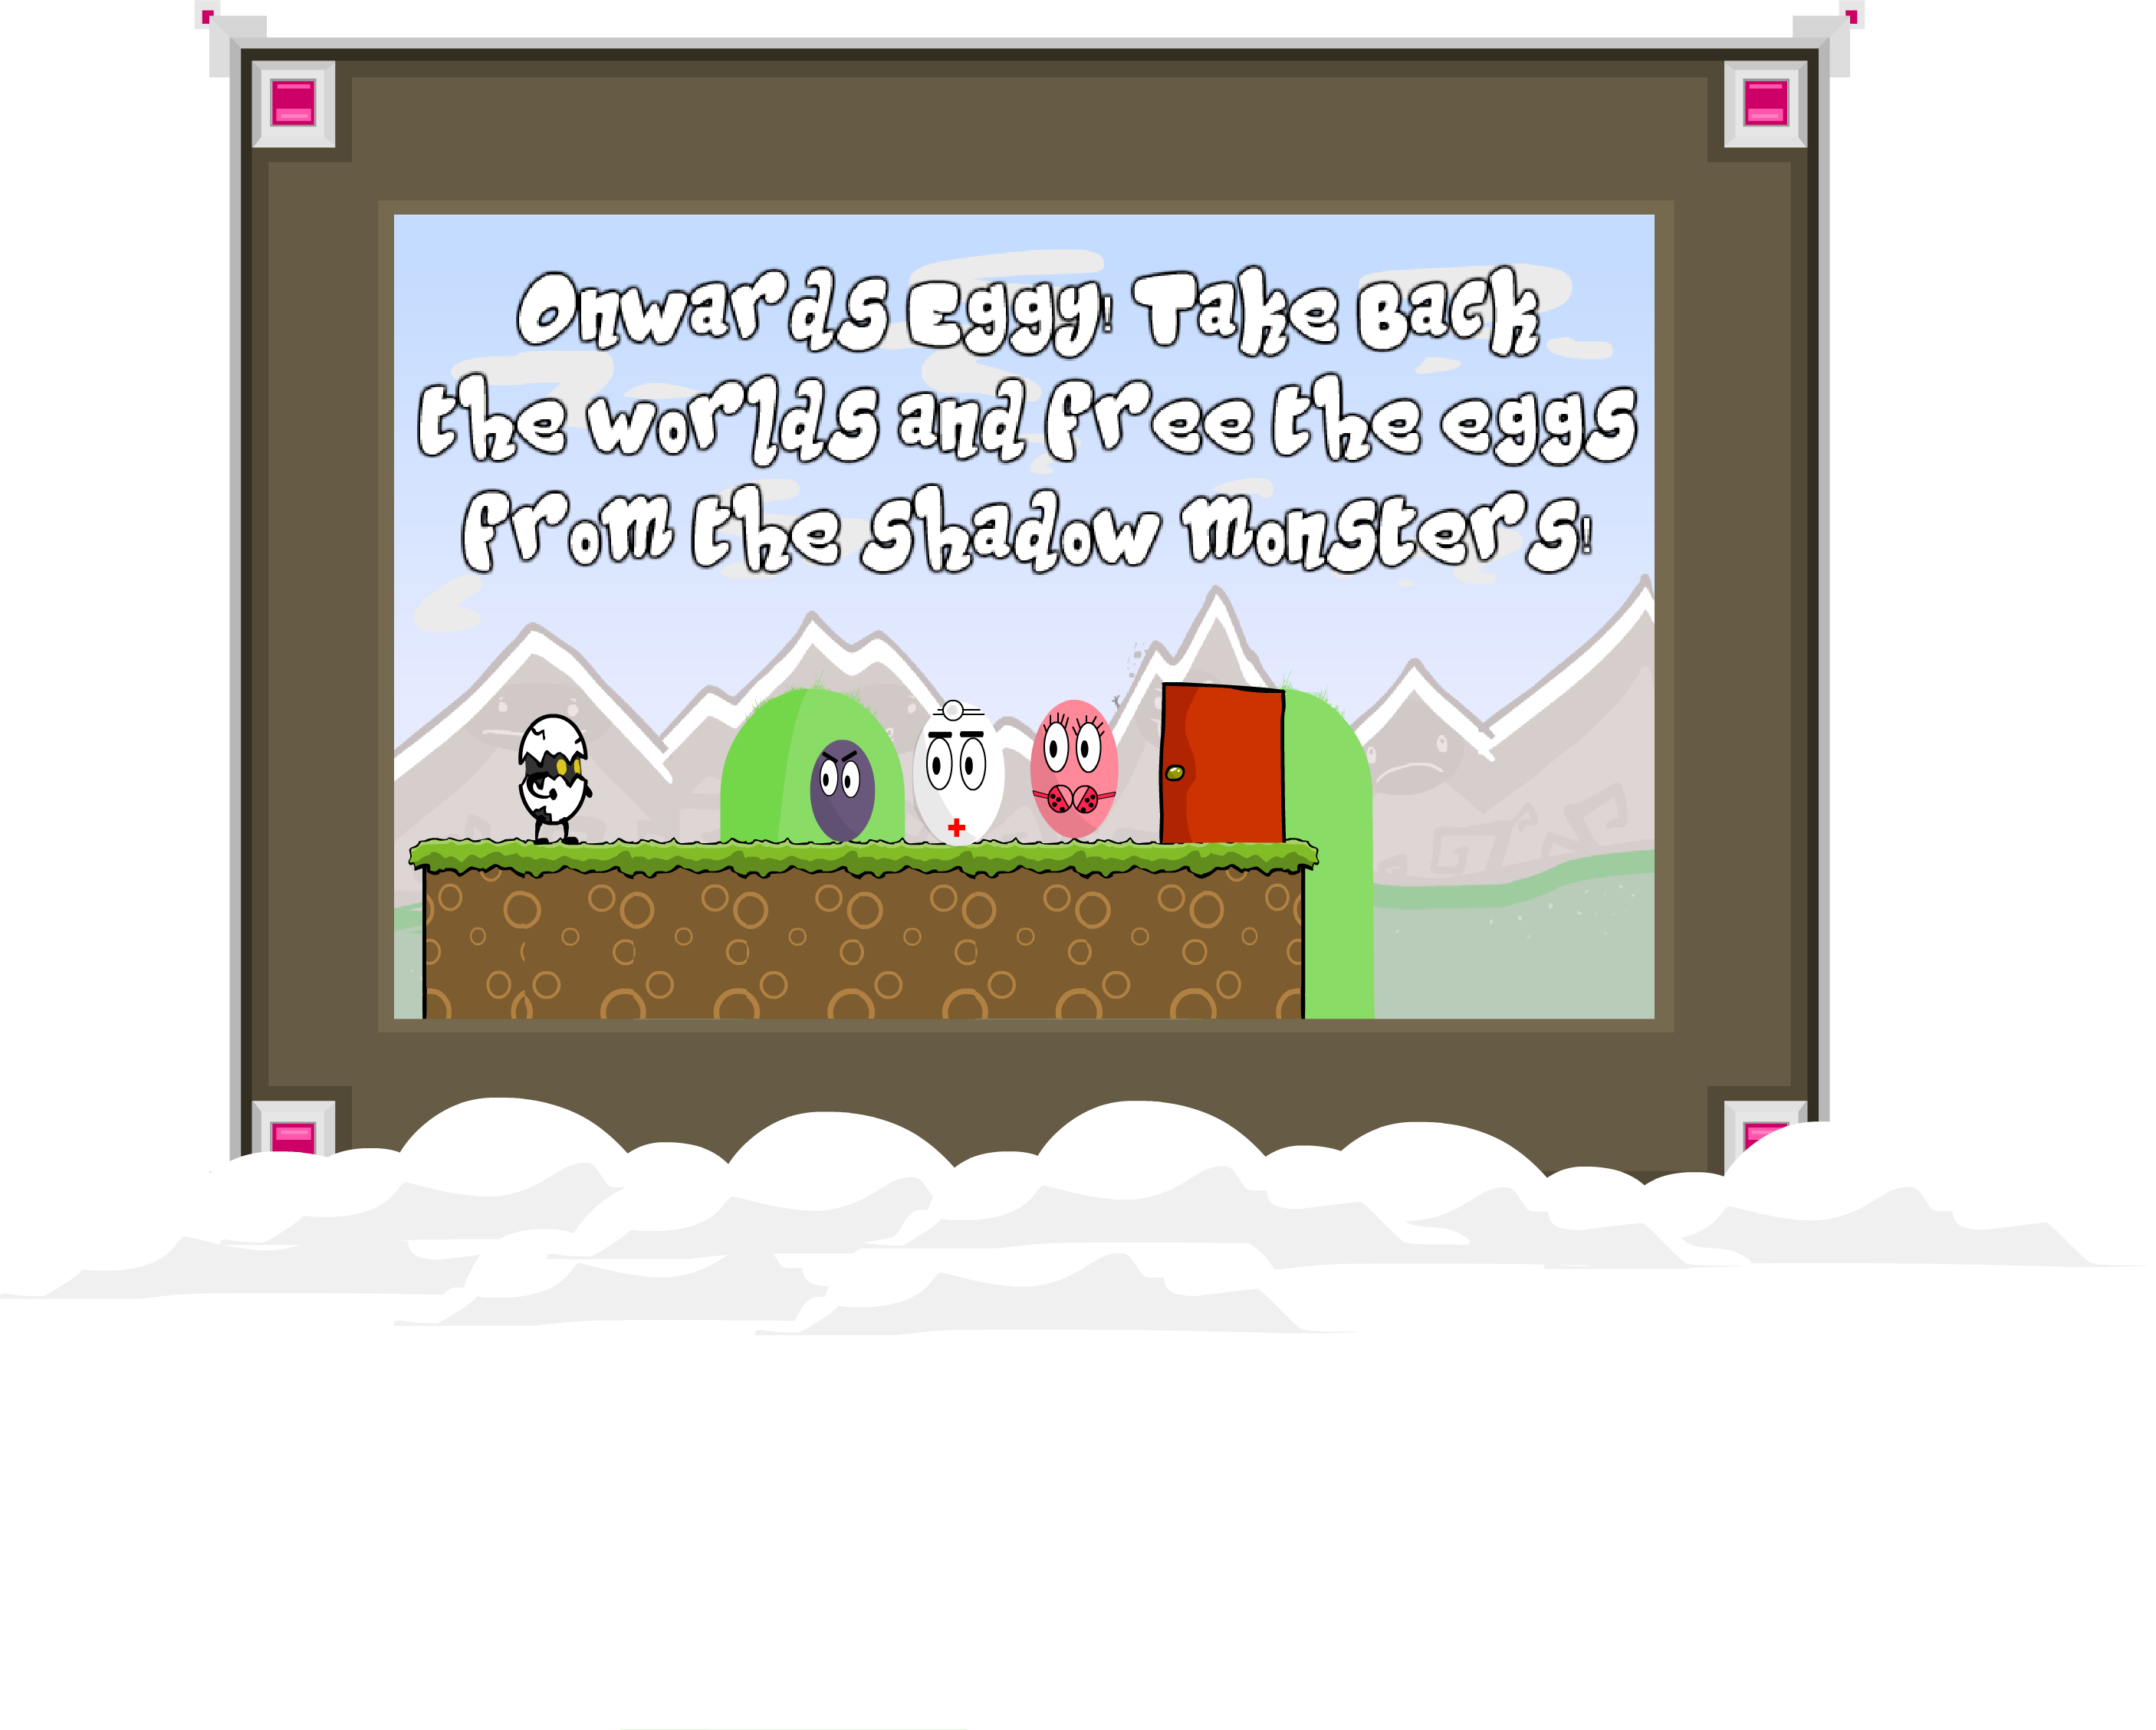 Onwards Eggy! Take Back
the worlds and free the eggs
from the shadow monsters!